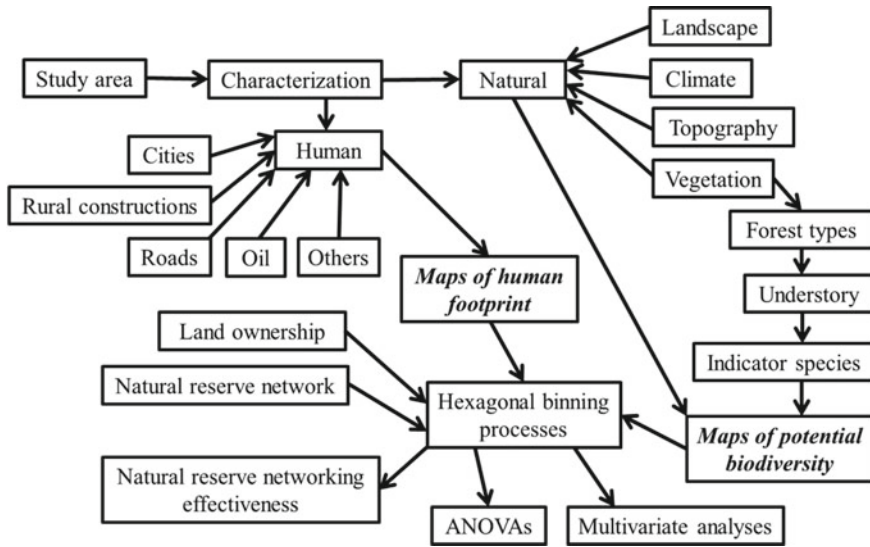 Landscape
Study area
Characterization
Natural
Climate
Cities
Human
Topography
Rural constructions
Vegetation
Roads
Oil
Others
Forest types
Maps of human
footprint
Understory
Land ownership
Indicator species
Natural reserve network
Hexagonal binning
processes
Maps of potential
biodiversity
Natural reserve networking
effectiveness
ANOVAs
Multivariate analyses